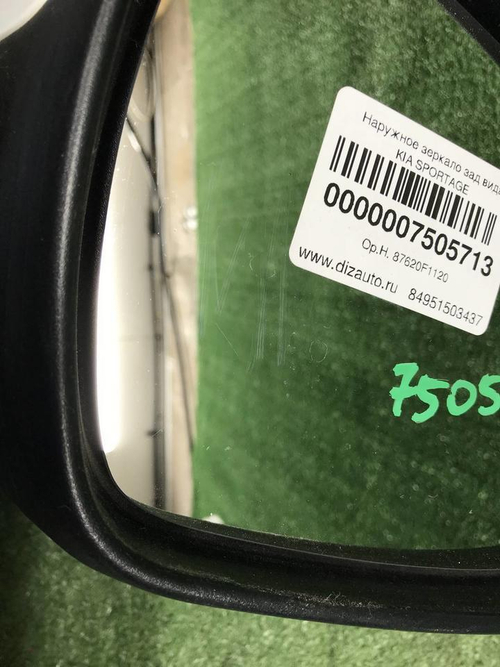 Наружное зеркало зад вида
KIA SPORTAGE
0000007505713
Ор.Н. 87620F1120
www.dizauto.ru 84951503437
7505